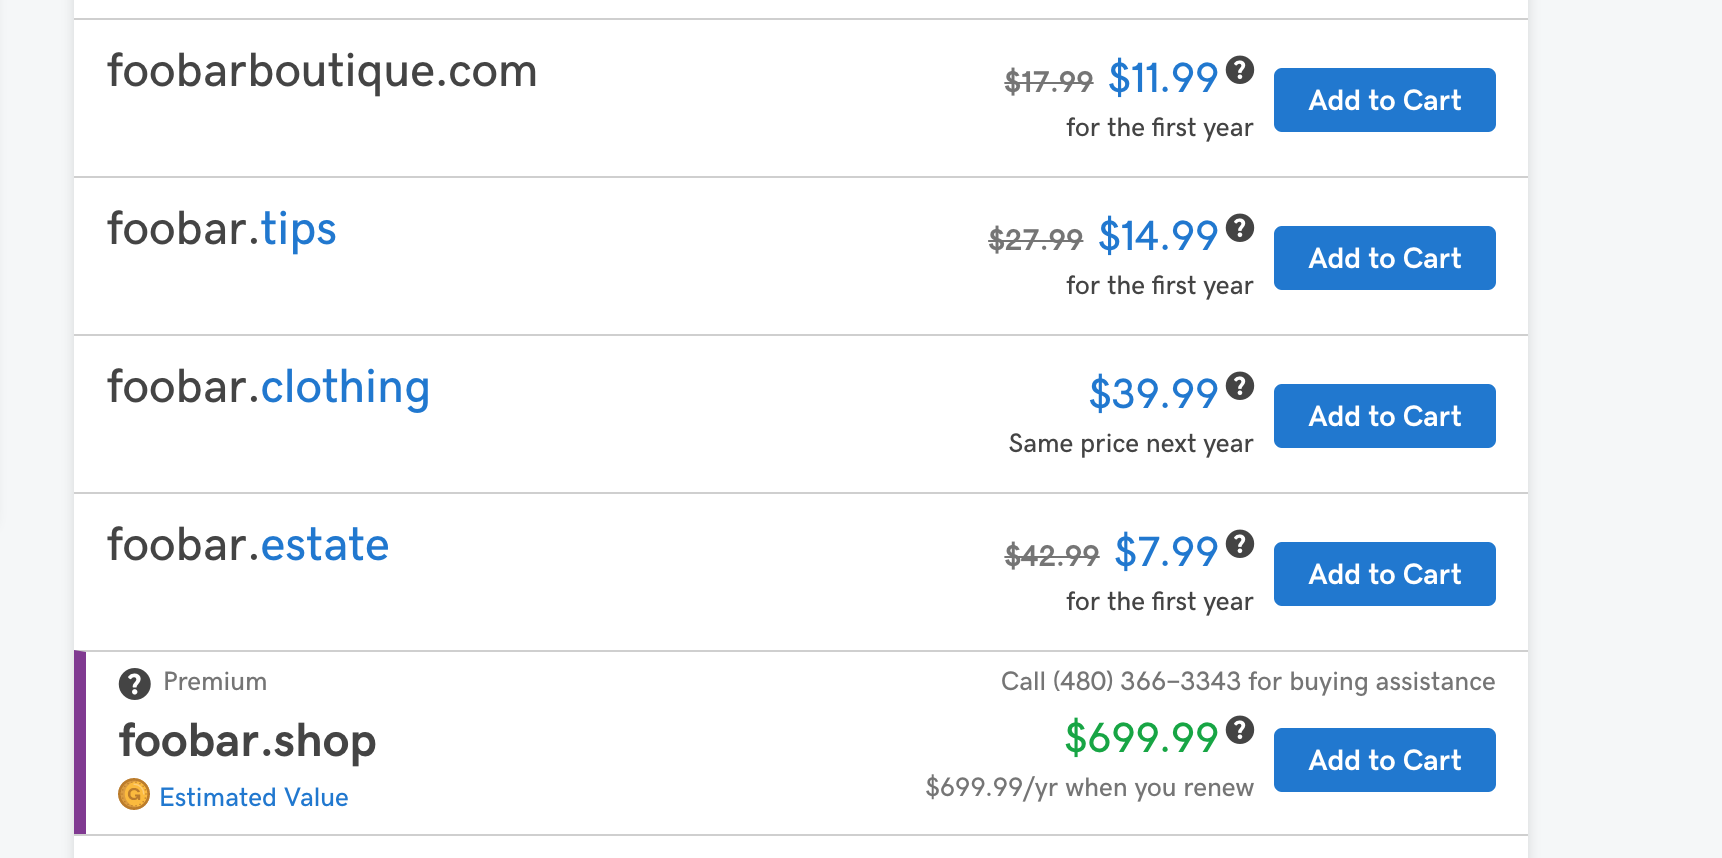 foobarboutique.com
$17.99 $11.99 ?
for the first year
Add to Cart
foobar.tips
$27.99 $14.99 ?
for the first year
Add to Cart
foobar.clothing
$39.99 ?
Same price next year
Add to Cart
foobar.estate
$42.99 $7.99 ?
for the first year
Add to Cart
? Premium
Call (480) 366-3343 for buying assistance
foobar.shop
$699.99 ?
Add to Cart
G Estimated Value
$699.99/yr when you renew